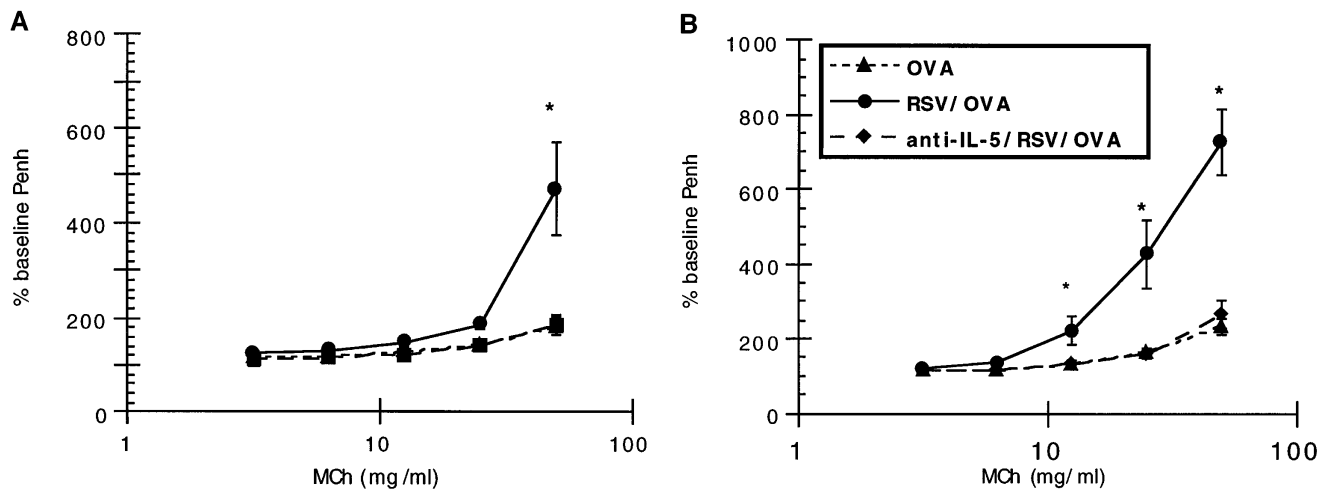 A
800
600
400
200
0
% baseline Penh
*
1
10
100
MCh (mg/ml)
B
1000
800
600
400
200
0
% baseline Penh
OVA
RSV/OVA
anti-IL-5/RSV/OVA
*
*
*
1
10
100
MCh (mg/ml)